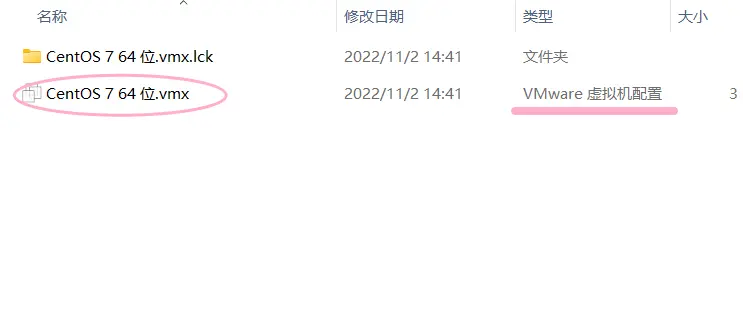 名称 修改日期 类型 大小
CentOS 7 64 位.vmx.lck 2022/11/2 14:41 文件夹
CentOS 7 64 位.vmx 2022/11/2 14:41 VMware 虚拟机配置 3